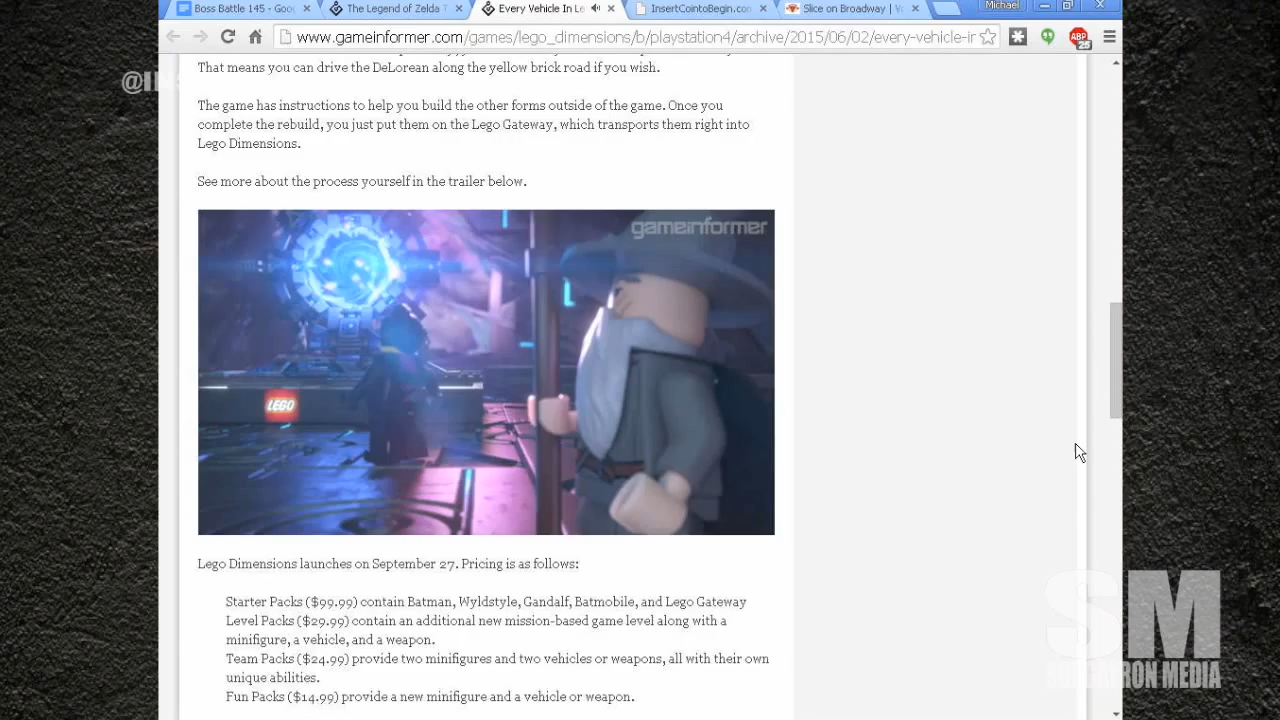 Boss Battle 145 - Goo
The Legend of Zelda
Every Vehicle In Le
InsertCointoBegin.com
Slice on Broadway
Michael
www.gameinformer.com/games/lego_dimensions/b/playstation4/archive/2015/06/02/every-vehicle-ir
ABP
25
That means you can drive the DeLorean along the yellow brick road if you wish.
The game has instructions to help you build the other forms outside of the game. Once you
complete the rebuild, you just put them on the Lego Gateway, which transports them right into
Lego Dimensions.
See more about the process yourself in the trailer below.
gameinformer
LEGO
Lego Dimensions launches on September 27. Pricing is as follows:
Starter Packs ($99.99) contain Batman, Wyldstyle, Gandalf, Batmobile, and Lego Gateway
Level Packs ($29.99) contain an additional new mission-based game level along with a
minifigure, a vehicle, and a weapon.
Team Packs ($24.99) provide two minifigures and two vehicles or weapons, all with their own
unique abilities.
Fun Packs ($14.99) provide a new minifigure and a vehicle or weapon.
SM
MEDIA